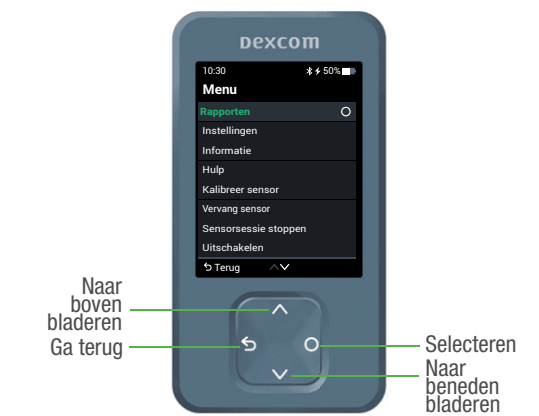 Dexcom
10:30 50%
Menu
Rapporten
Instellingen
Informatie
Hulp
Kalibreer sensor
Vervang sensor
Sensorsessie stoppen
Uitschakelen
Terug
Naar
boven
bladeren
Ga terug
Selecteren
Naar
beneden
bladeren